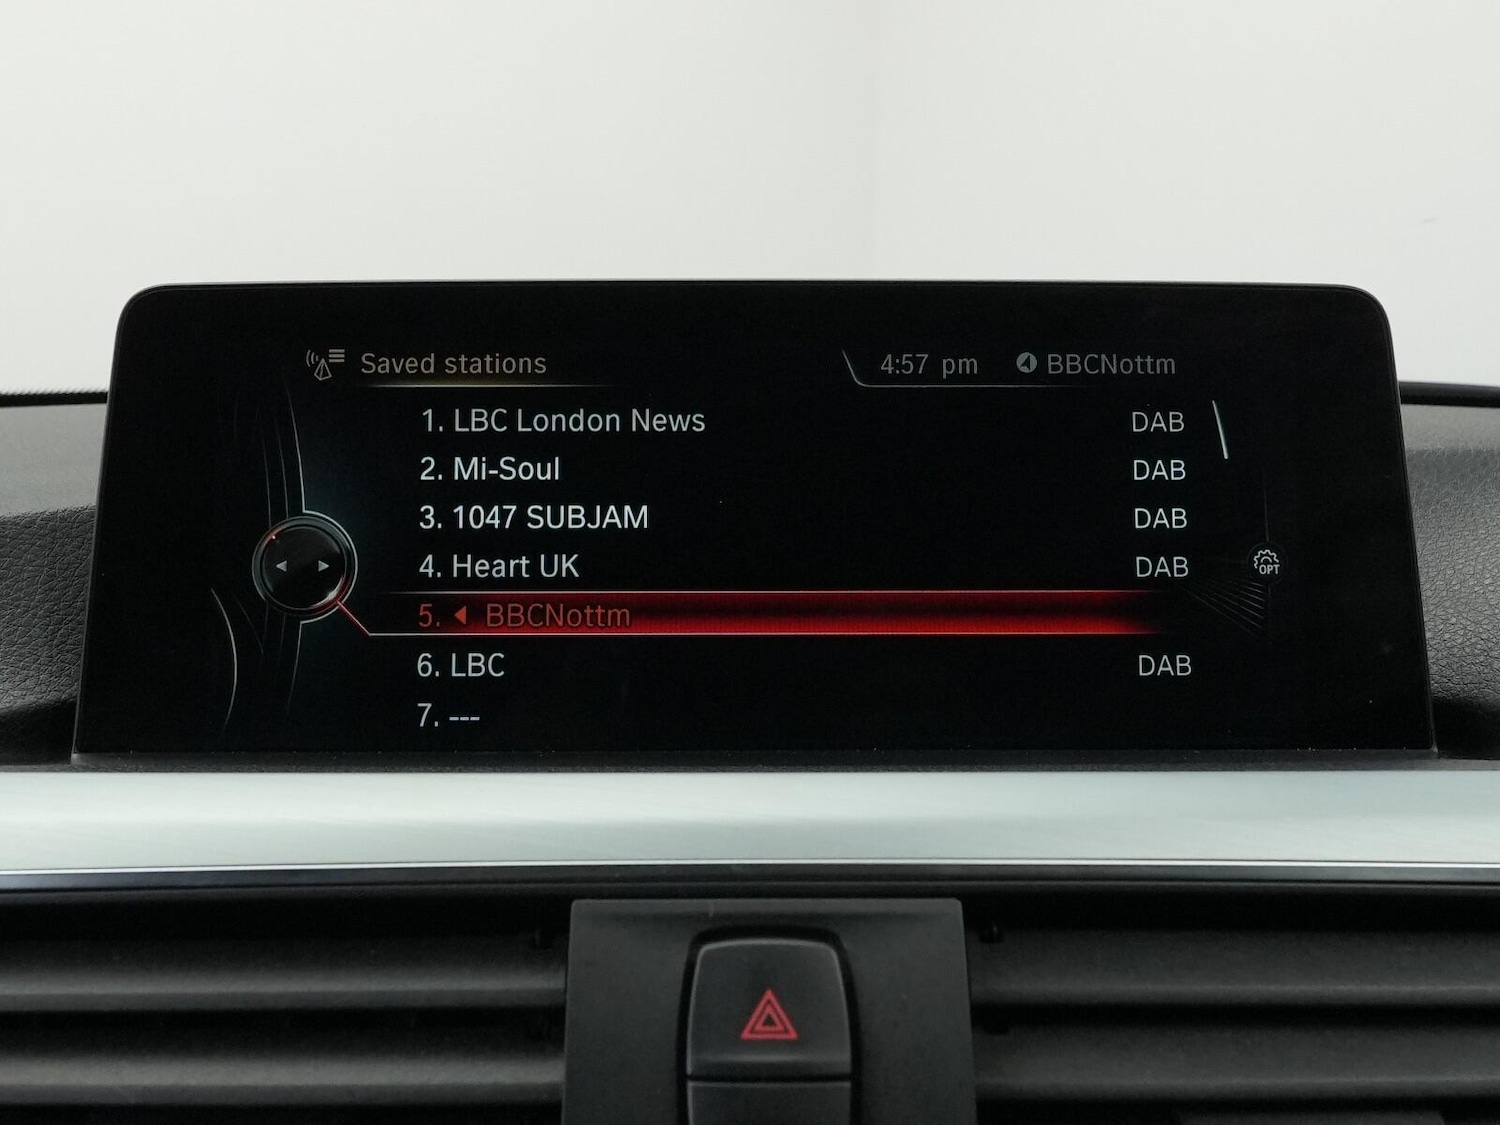 Saved stations 4:57 pm BBCNottm
1. LBC London News DAB
2. Mi-Soul DAB
3. 1047 SUBJAM DAB
4. Heart UK DAB
5. ◄ BBCNottm
6. LBC DAB
7. ---
OPT